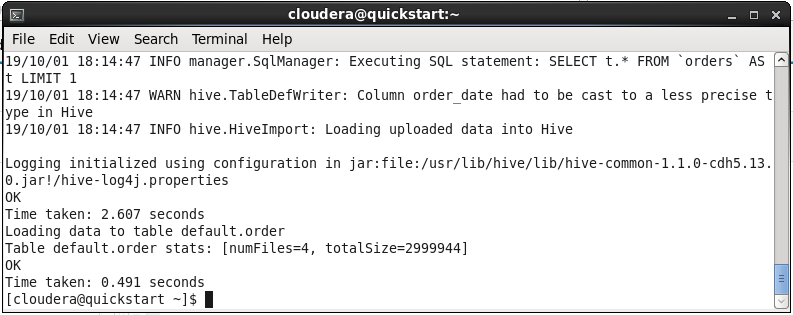 cloudera@quickstart:~
File Edit View Search Terminal Help
19/10/01 18:14:47 INFO manager.SqlManager: Executing SQL statement: SELECT t.* FROM `orders` AS
t LIMIT 1
19/10/01 18:14:47 WARN hive.TableDefWriter: Column order_date had to be cast to a less precise t
ype in Hive
19/10/01 18:14:47 INFO hive.HiveImport: Loading uploaded data into Hive
Logging initialized using configuration in jar:file:/usr/lib/hive/lib/hive-common-1.1.0-cdh5.13.
0.jar!/hive-log4j.properties
OK
Time taken: 2.607 seconds
Loading data to table default.order
Table default.order stats: [numFiles=4, totalSize=2999944]
OK
Time taken: 0.491 seconds
[cloudera@quickstart ~]$